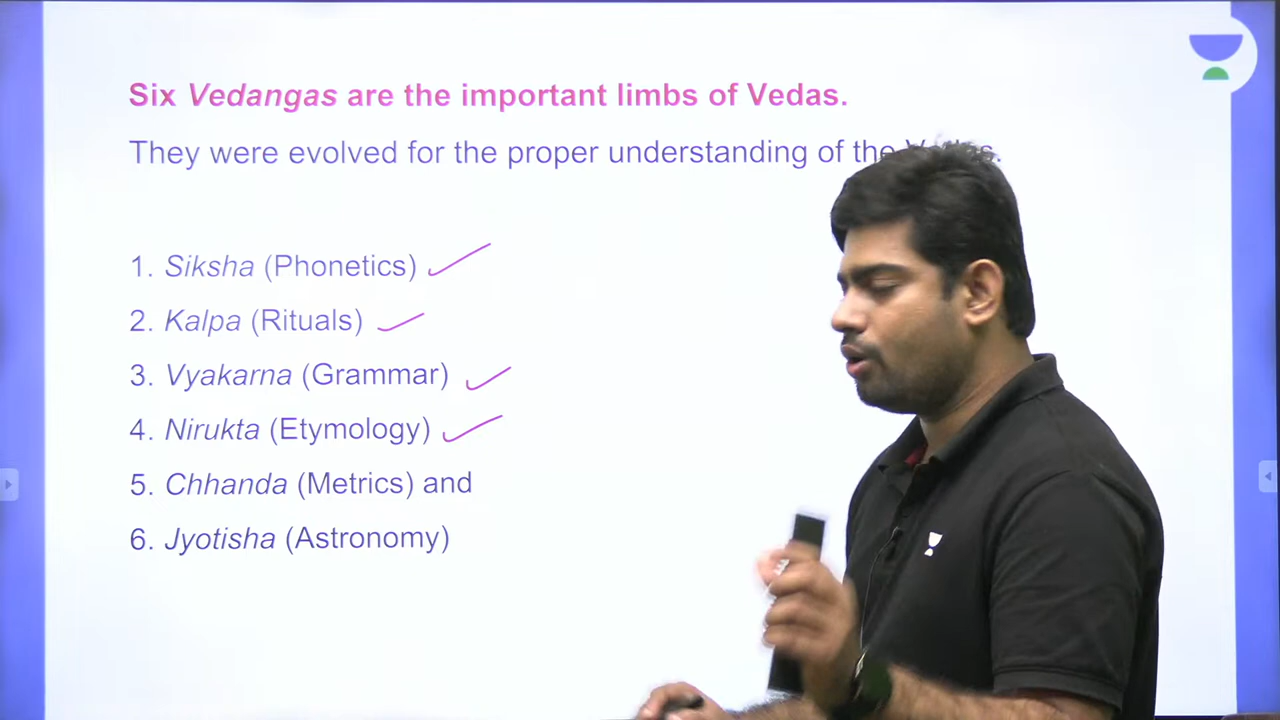 Six Vedangas are the important limbs of Vedas.
They were evolved for the proper understanding of the
1. Siksha (Phonetics)
2. Kalpa (Rituals)
3. Vyakarna (Grammar)
4. Nirukta (Etymology)
5. Chhanda (Metrics) and
6. Jyotisha (Astronomy)